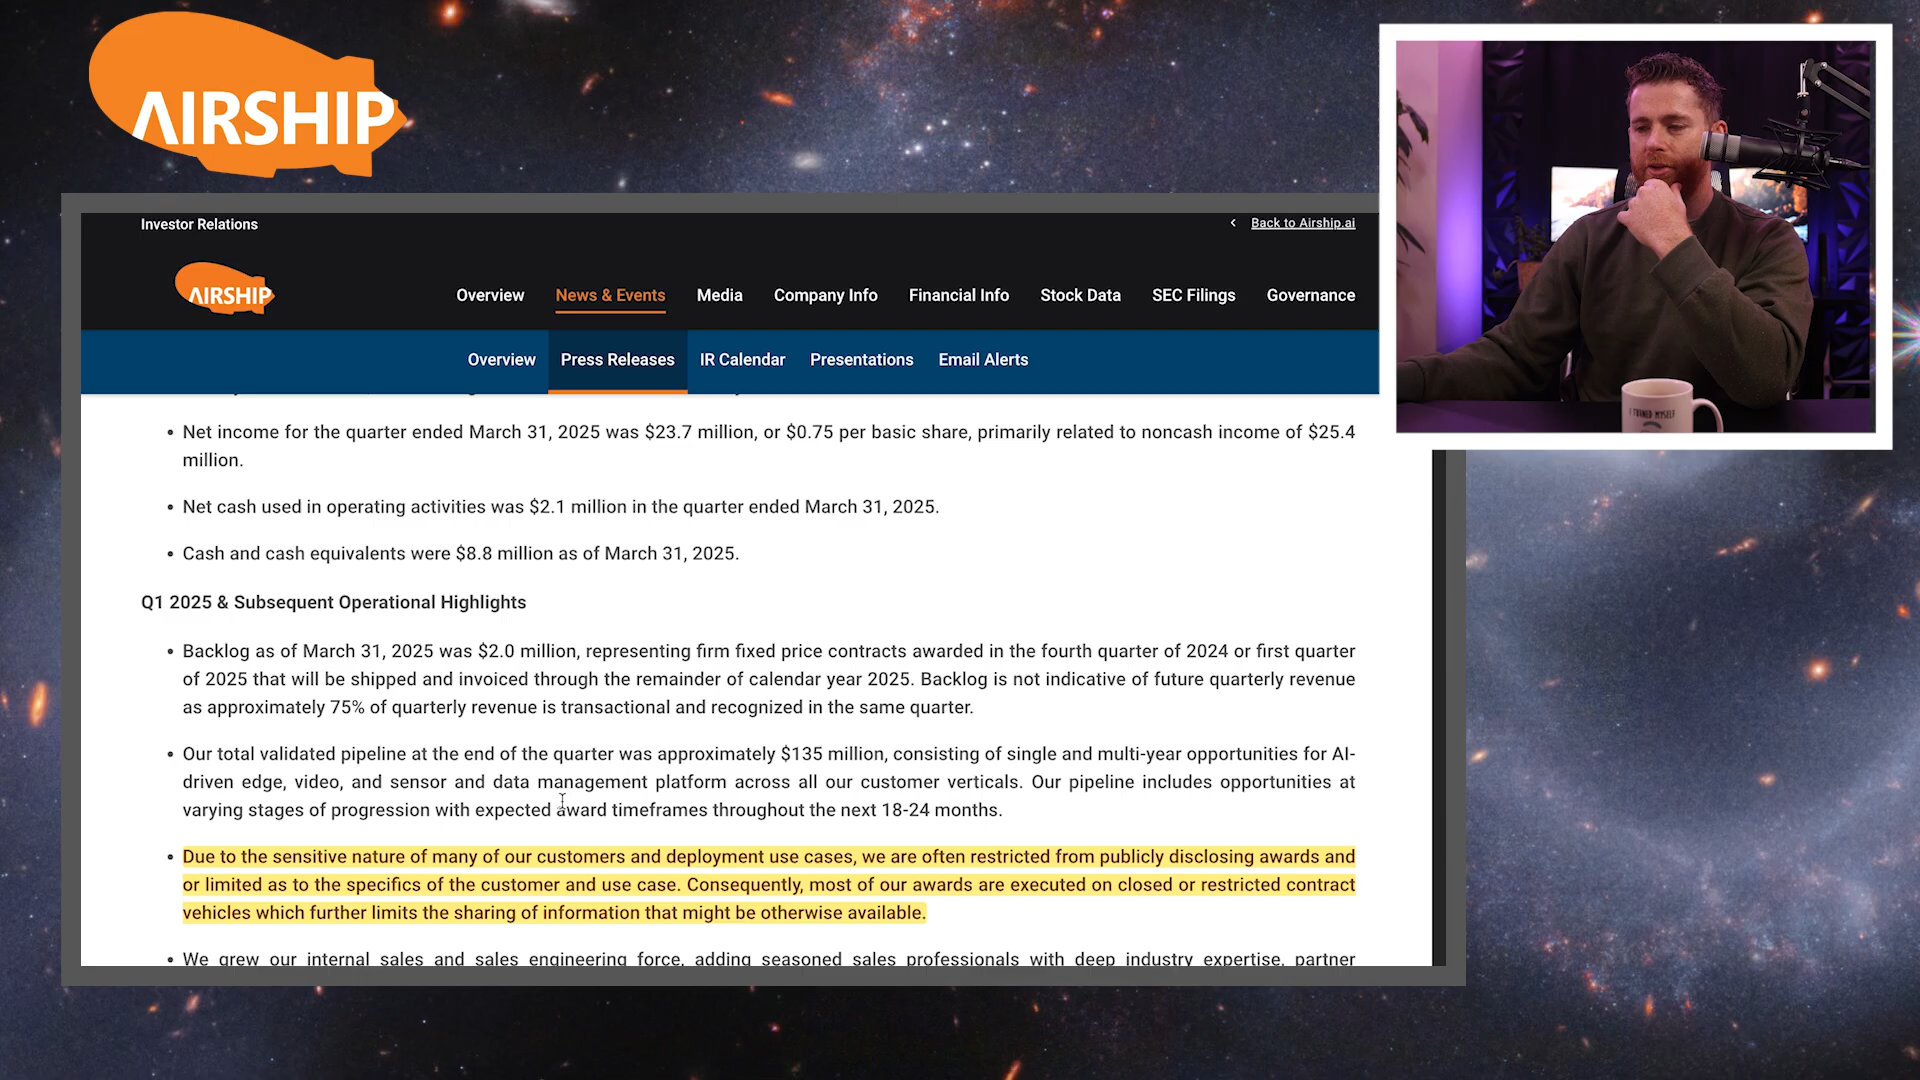 AIRSHIP
Investor Relations
Back to Airship.ai
AIRSHIP
Overview News & Events Media Company Info Financial Info Stock Data SEC Filings Governance
Overview Press Releases IR Calendar Presentations Email Alerts
• Net income for the quarter ended March 31, 2025 was $23.7 million, or $0.75 per basic share, primarily related to noncash income of $25.4
million.
• Net cash used in operating activities was $2.1 million in the quarter ended March 31, 2025.
• Cash and cash equivalents were $8.8 million as of March 31, 2025.
Q1 2025 & Subsequent Operational Highlights
• Backlog as of March 31, 2025 was $2.0 million, representing firm fixed price contracts awarded in the fourth quarter of 2024 or first quarter
of 2025 that will be shipped and invoiced through the remainder of calendar year 2025. Backlog is not indicative of future quarterly revenue
as approximately 75% of quarterly revenue is transactional and recognized in the same quarter.
• Our total validated pipeline at the end of the quarter was approximately $135 million, consisting of single and multi-year opportunities for AI-
driven edge, video, and sensor and data management platform across all our customer verticals. Our pipeline includes opportunities at
varying stages of progression with expected award timeframes throughout the next 18-24 months.
• Due to the sensitive nature of many of our customers and deployment use cases, we are often restricted from publicly disclosing awards and
or limited as to the specifics of the customer and use case. Consequently, most of our awards are executed on closed or restricted contract
vehicles which further limits the sharing of information that might be otherwise available.
• We grew our internal sales and sales engineering force, adding seasoned sales professionals with deep industry expertise, partner
I TURNED MYSELF